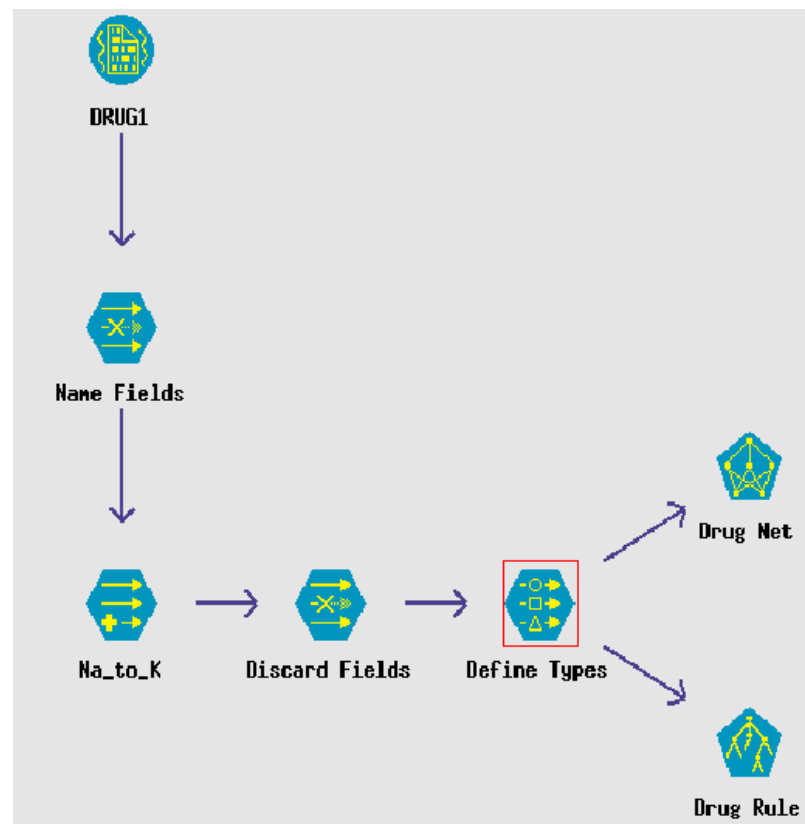 DRUG1
Name Fields
Drug Net
Na_to_K
Discard Fields
Define Types
Drug Rule